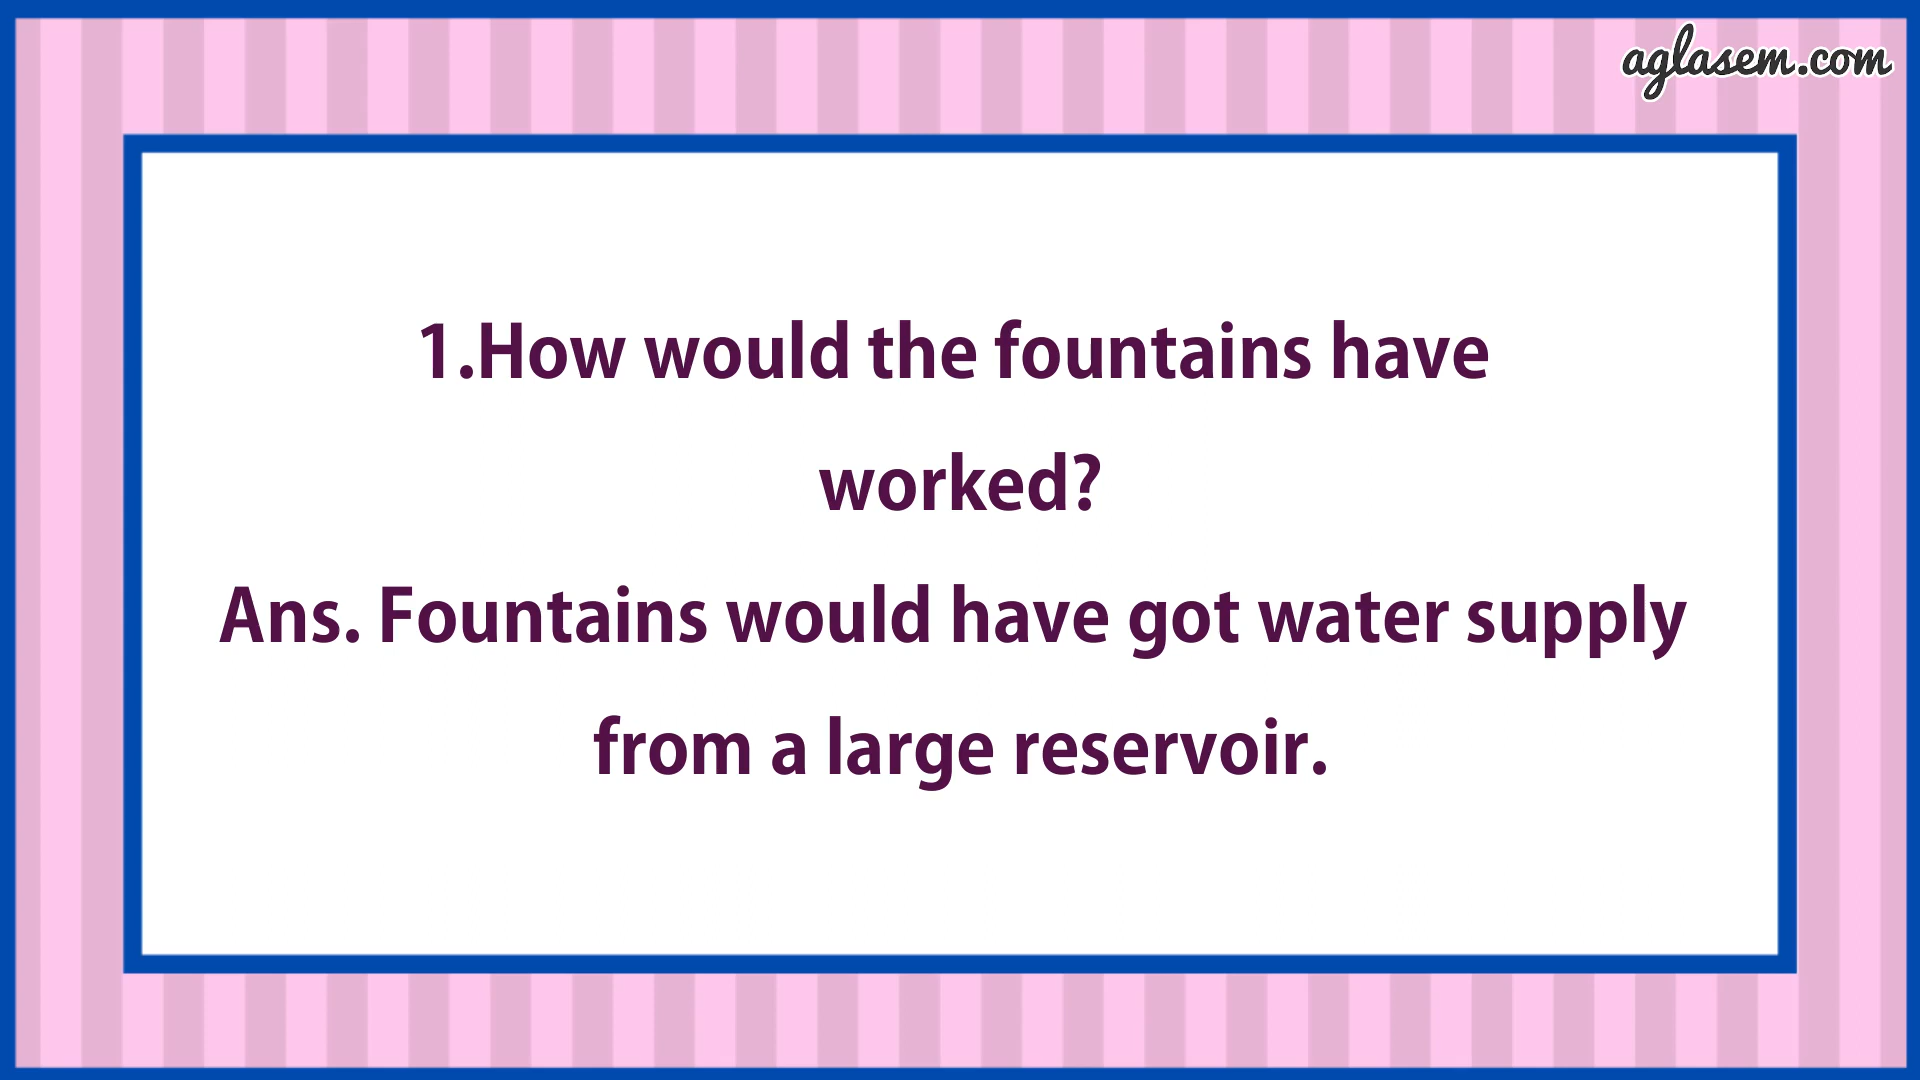 aglasem.com
1.How would the fountains have
worked?
Ans. Fountains would have got water supply
from a large reservoir.